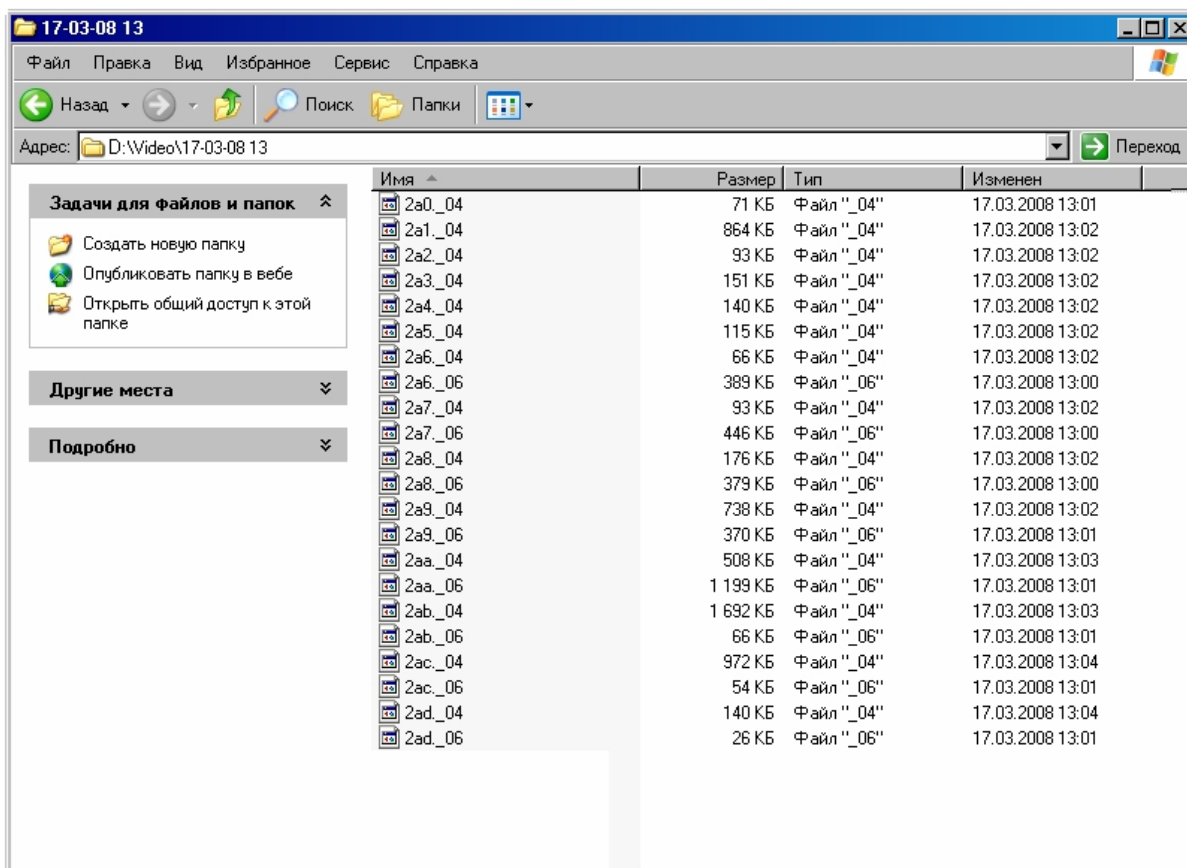 17-03-08 13
Файл Правка Вид Избранное Сервис Справка
Назад Поиск Папки
Адрес: D:\Video\17-03-08 13 Переход
Задачи для файлов и папок
Создать новую папку
Опубликовать папку в вебе
Открыть общий доступ к этой
папке
Другие места
Подробно
Имя Размер Тип Изменен
2a0._04 71 КБ Файл "_04" 17.03.2008 13:01
2a1._04 864 КБ Файл "_04" 17.03.2008 13:02
2a2._04 93 КБ Файл "_04" 17.03.2008 13:02
2a3._04 151 КБ Файл "_04" 17.03.2008 13:02
2a4._04 140 КБ Файл "_04" 17.03.2008 13:02
2a5._04 115 КБ Файл "_04" 17.03.2008 13:02
2a6._04 66 КБ Файл "_04" 17.03.2008 13:02
2a6._06 389 КБ Файл "_06" 17.03.2008 13:00
2a7._04 93 КБ Файл "_04" 17.03.2008 13:02
2a7._06 446 КБ Файл "_06" 17.03.2008 13:00
2a8._04 176 КБ Файл "_04" 17.03.2008 13:02
2a8._06 379 КБ Файл "_06" 17.03.2008 13:00
2a9._04 738 КБ Файл "_04" 17.03.2008 13:02
2a9._06 370 КБ Файл "_06" 17.03.2008 13:01
2aa._04 508 КБ Файл "_04" 17.03.2008 13:03
2aa._06 1 199 КБ Файл "_06" 17.03.2008 13:01
2ab._04 1 692 КБ Файл "_04" 17.03.2008 13:03
2ab._06 66 КБ Файл "_06" 17.03.2008 13:01
2ac._04 972 КБ Файл "_04" 17.03.2008 13:04
2ac._06 54 КБ Файл "_06" 17.03.2008 13:01
2ad._04 140 КБ Файл "_04" 17.03.2008 13:04
2ad._06 26 КБ Файл "_06" 17.03.2008 13:01